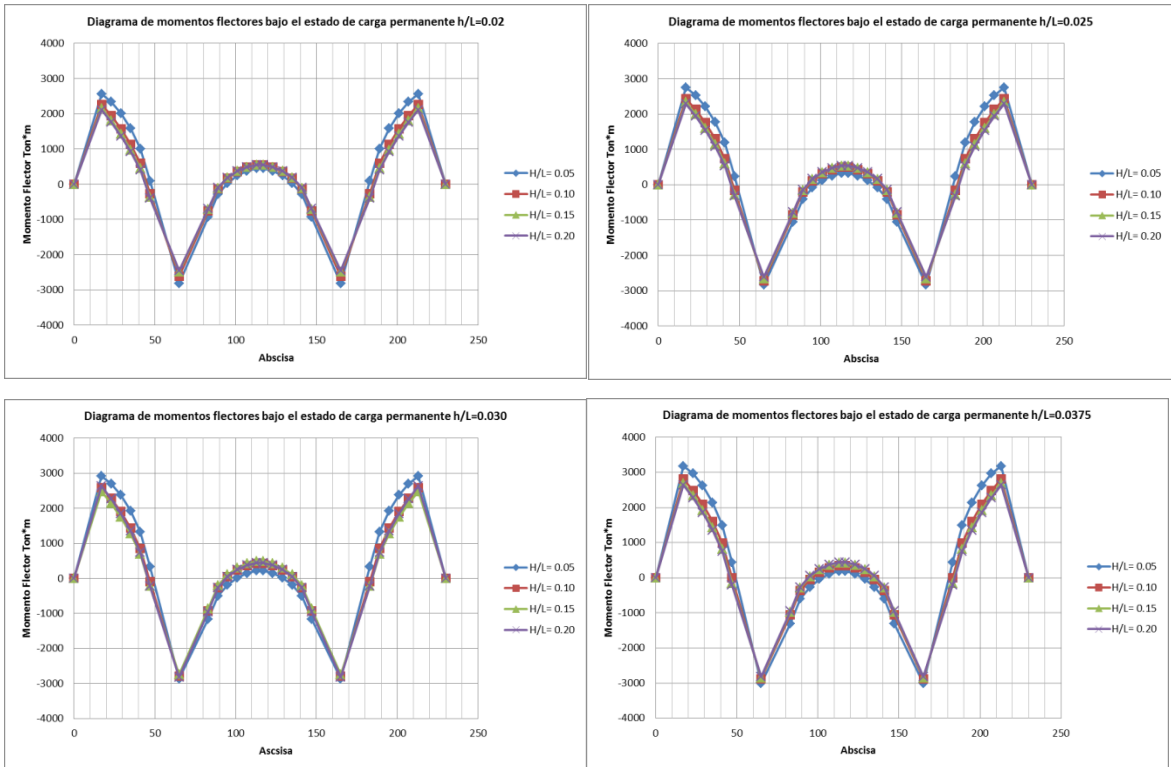 Diagrama de momentos flectores bajo el estado de carga permanente h/L=0.02
Momento Flector Ton*m
4000
3000
2000
1000
0
-1000
-2000
-3000
-4000
0 50 100 150 200 250
Abscisa
H/L= 0.05
H/L= 0.10
H/L= 0.15
H/L= 0.20
Diagrama de momentos flectores bajo el estado de carga permanente h/L=0.025
Momento Flector Ton*m
4000
3000
2000
1000
0
-1000
-2000
-3000
-4000
0 50 100 150 200 250
Abscisa
H/L= 0.05
H/L= 0.10
H/L= 0.15
H/L= 0.20
Diagrama de momentos flectores bajo el estado de carga permanente h/L=0.030
Momento Flector Ton*m
4000
3000
2000
1000
0
-1000
-2000
-3000
-4000
0 50 100 150 200 250
Ascsisa
H/L= 0.05
H/L= 0.10
H/L= 0.15
H/L= 0.20
Diagrama de momentos flectores bajo el estado de carga permanente h/L=0.0375
Momento Flector Ton*m
4000
3000
2000
1000
0
-1000
-2000
-3000
-4000
0 50 100 150 200 250
Abscisa
H/L= 0.05
H/L= 0.10
H/L= 0.15
H/L= 0.20